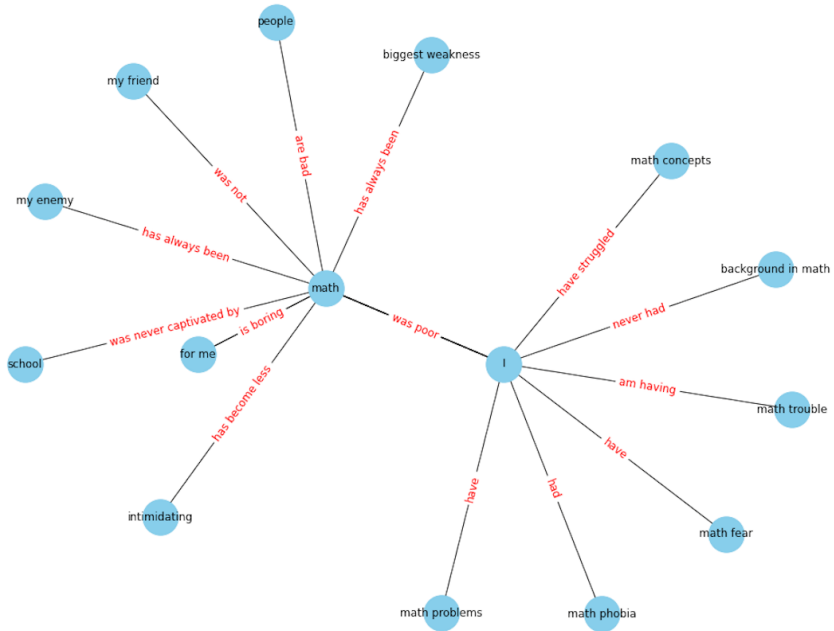 people
biggest weakness
my friend
are bad
has always been
math concepts
was not
my enemy
has always been
have struggled
background in math
math
never had
was never captivated by
is boring
was poor
school
for me
I
am having
math trouble
has become less
have
have
had
intimidating
math fear
math problems
math phobia